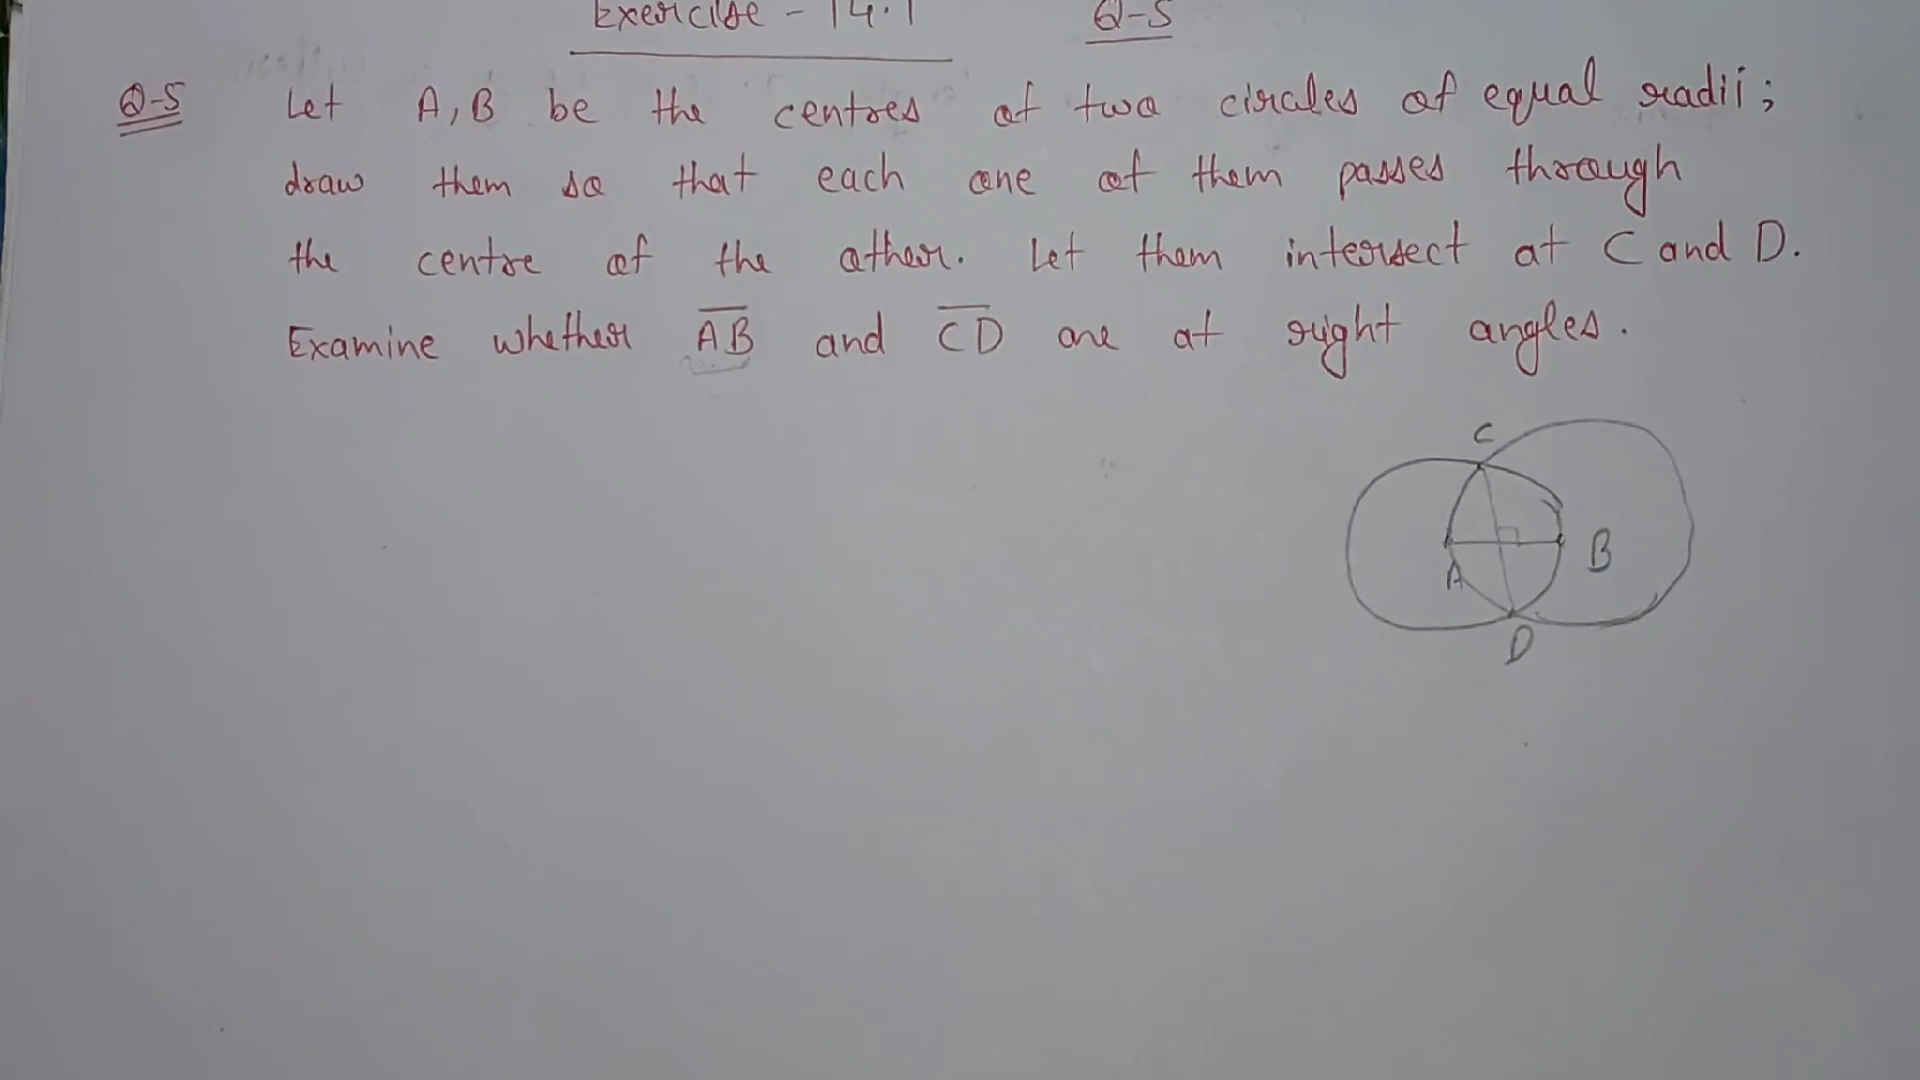 Exercise - 14.1 Q-5
Q-5 Let A, B be the centres of two circles of equal radii;
draw them so that each one of them passes through
the centre of the other. Let them intersect at C and D.
Examine whether AB and CD are at right angles.
C
B
A
D